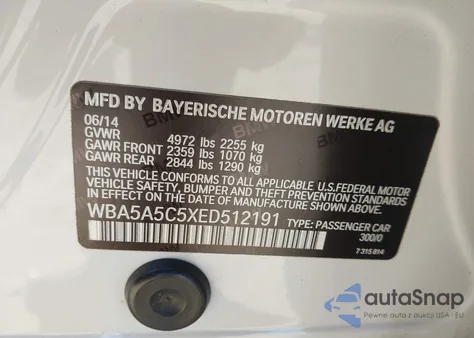 MFD BY BAYERISCHE MOTOREN WERKE AG
06/14
GVWR 4972 lbs 2255 kg
GAWR FRONT 2359 lbs 1070 kg
GAWR REAR 2844 lbs 1290 kg
THIS VEHICLE CONFORMS TO ALL APPLICABLE U.S.FEDERAL MOTOR
VEHICLE SAFETY, BUMPER, AND THEFT PREVENTION STANDARDS
IN EFFECT ON THE DATE OF MANUFACTURE SHOWN ABOVE.
WBA5A5C5XED512191 TYPE: PASSENGER CAR
300/0
7 315 814
autoSnap
Pewne auta z aukcji USA - EU